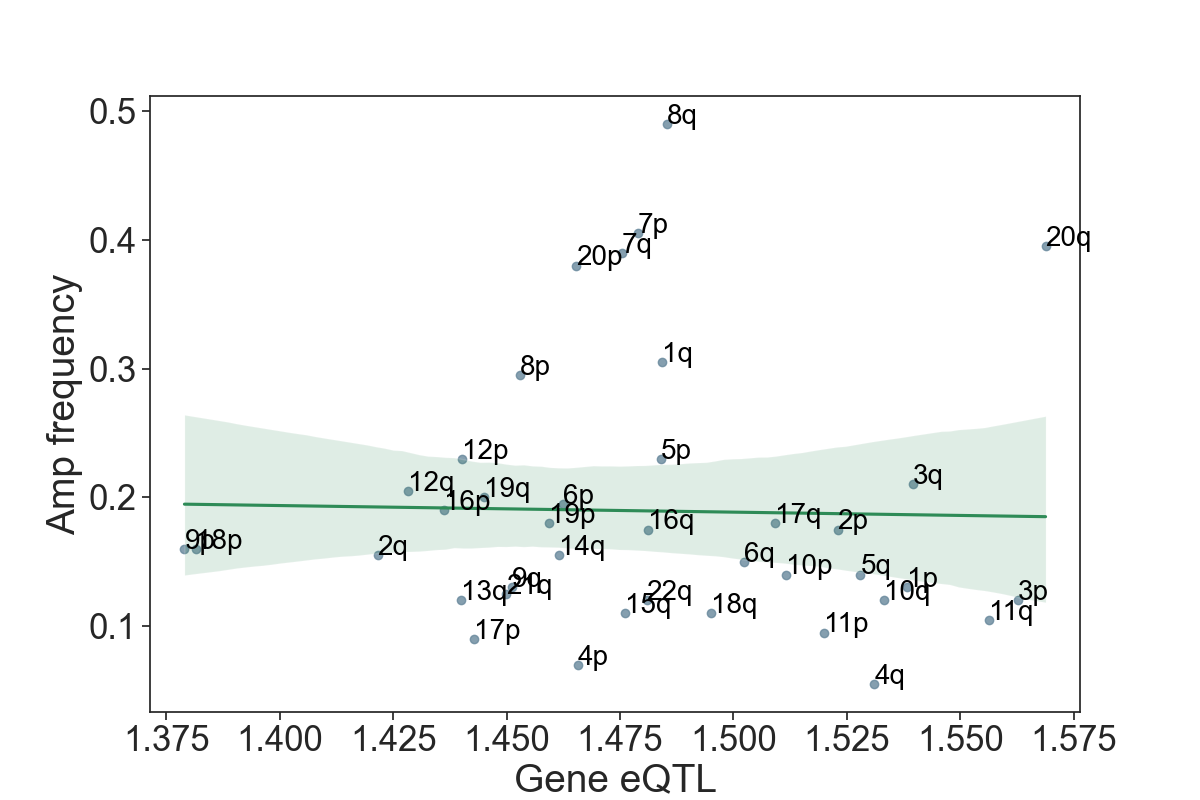 0.5
0.4
0.3
0.2
0.1
Amp frequency
8q
7p
7q
20q
20p
1q
8p
12p
5p
3q
12q
19q
16p
6p
19p
16q
17q
2p
9p
18p
2q
14q
6q
10p
5q
1p
9q
21q
13q
22q
15q
18q
10q
3p
11q
17p
11p
4p
4q
1.375
1.400
1.425
1.450
1.475
1.500
1.525
1.550
1.575
Gene eQTL